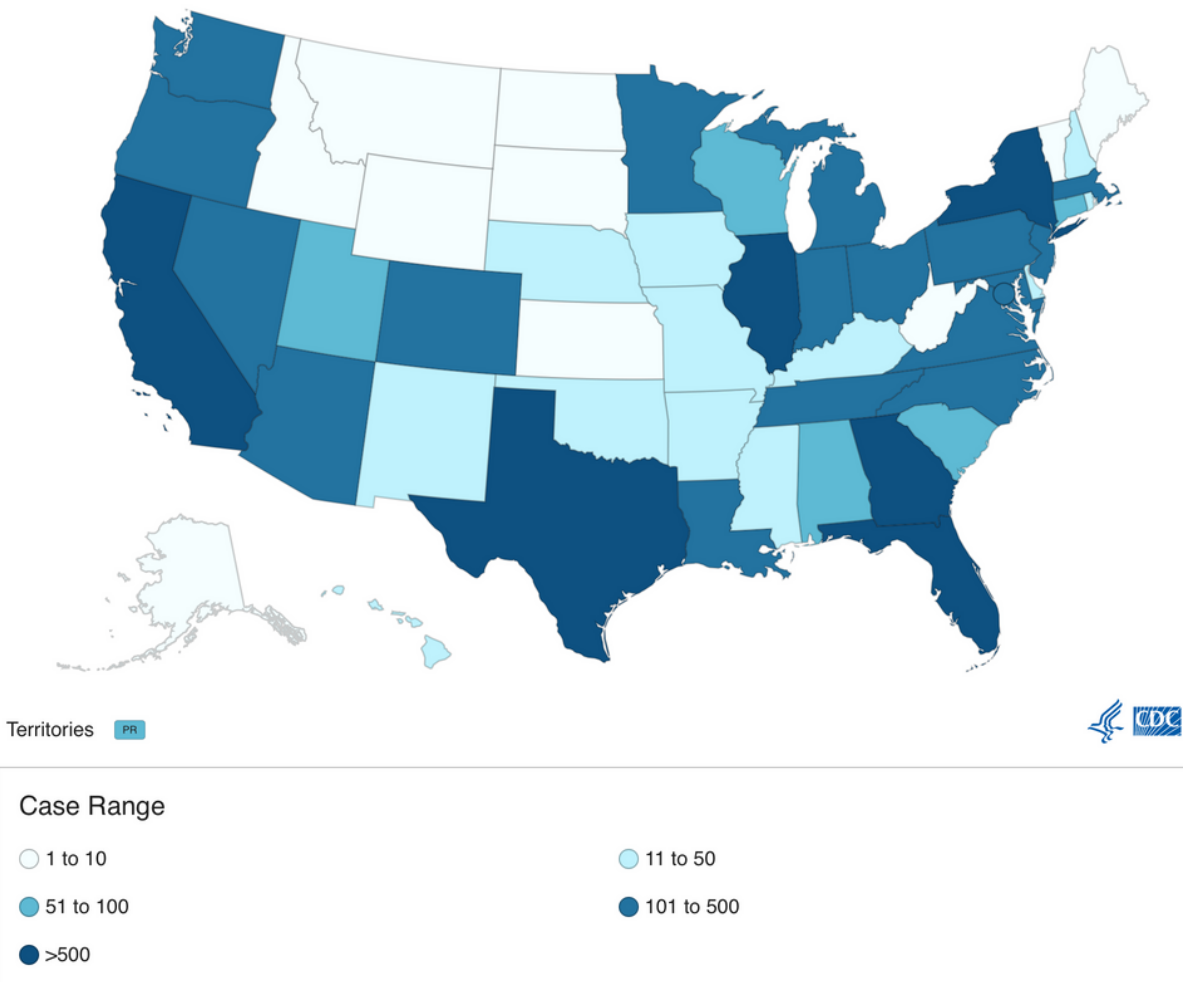 Territories PR
CDC
Case Range
1 to 10
11 to 50
51 to 100
101 to 500
>500